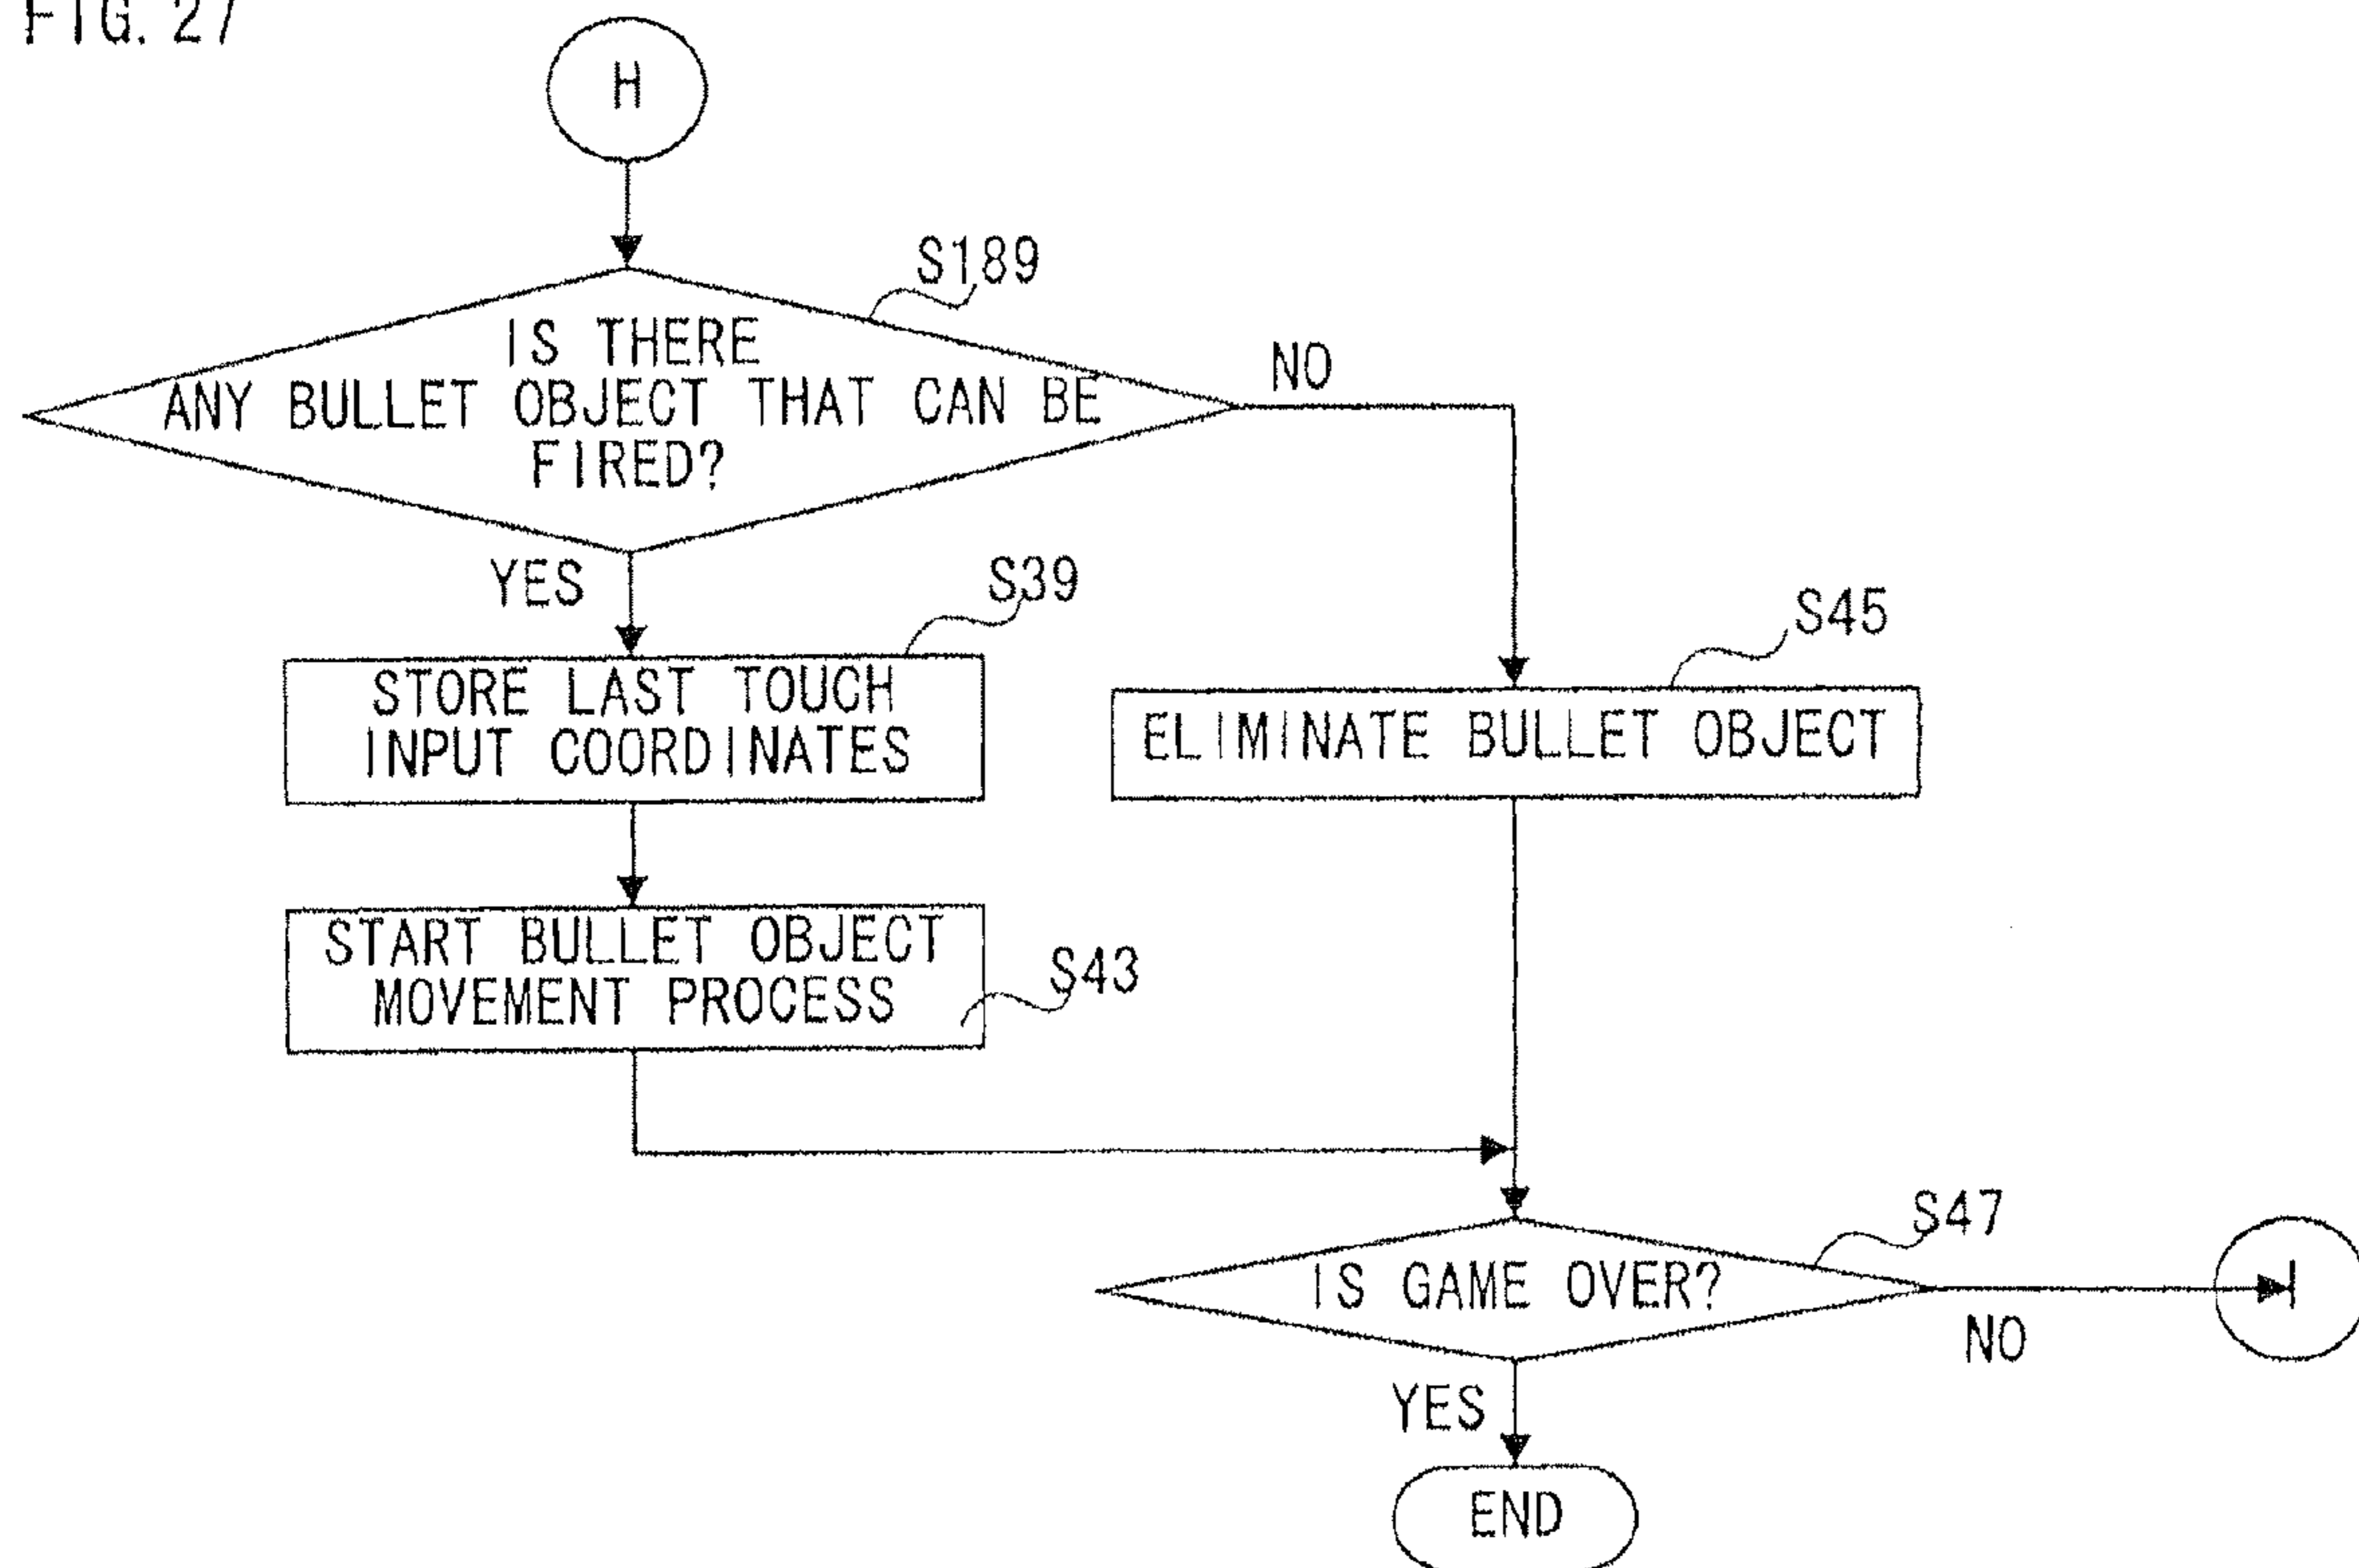 FIG. 27
H
S189
IS THERE
ANY BULLET OBJECT THAT CAN BE
FIRED?
NO
YES
S39
STORE LAST TOUCH
INPUT COORDINATES
S45
ELIMINATE BULLET OBJECT
START BULLET OBJECT
MOVEMENT PROCESS
S43
S47
IS GAME OVER?
I
NO
YES
END